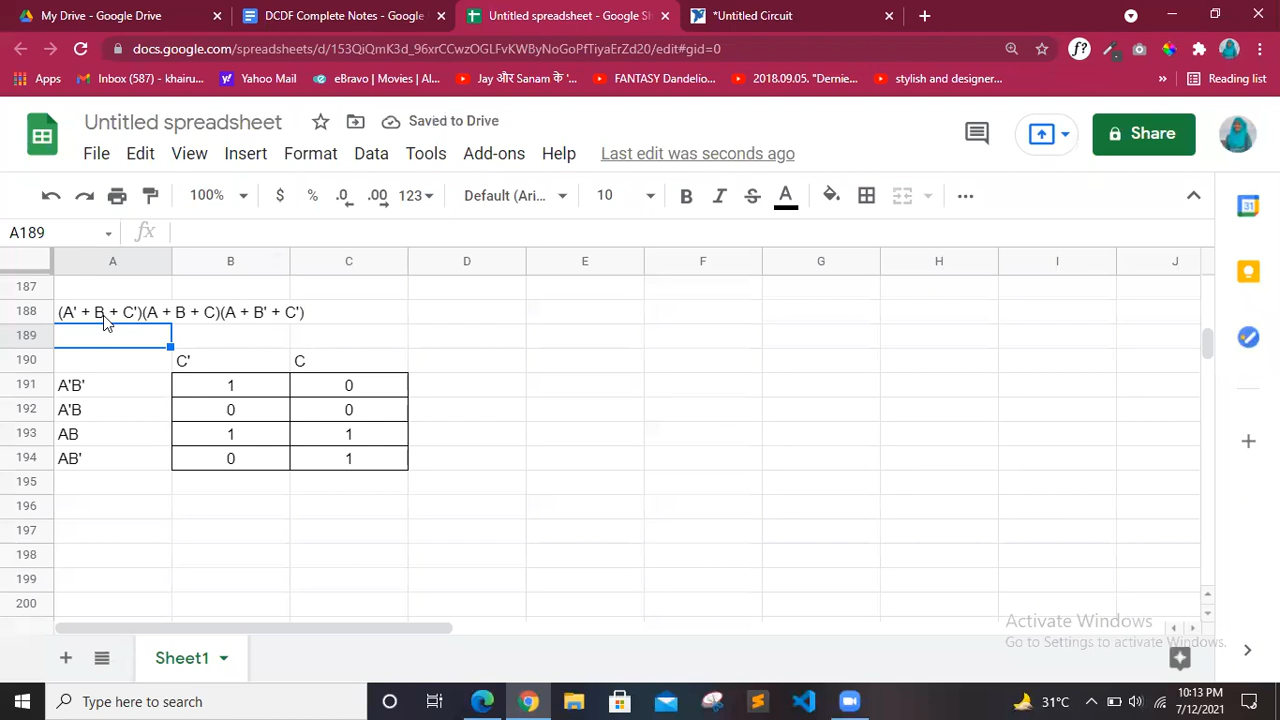 My Drive - Google Drive
DCDF Complete Notes - Google
Untitled spreadsheet - Google Sh
*Untitled Circuit
docs.google.com/spreadsheets/d/153QiQmK3d_96xrCCwzOGLFvKWByNoGoPfTiyaErZd20/edit#gid=0
Apps
Inbox (587) - khairu...
Yahoo Mail
eBravo | Movies | Al...
Jay और Sanam के '...
FANTASY Dandelio...
2018.09.05. "Dernie...
stylish and designer...
Reading list
Untitled spreadsheet
Saved to Drive
Share
File Edit View Insert Format Data Tools Add-ons Help Last edit was seconds ago
100% $ % .0 .00 123 Default (Ari... 10 B I S A
A189 fx
A B C D E F G H I J
187
188 (A' + B + C')(A + B + C)(A + B' + C')
189
190 C' C
191 A'B' 1 0
192 A'B 0 0
193 AB 1 1
194 AB' 0 1
195
196
197
198
199
200
Activate Windows
Go to Settings to activate Windows.
Sheet1
Type here to search
31°C
10:13 PM
7/12/2021